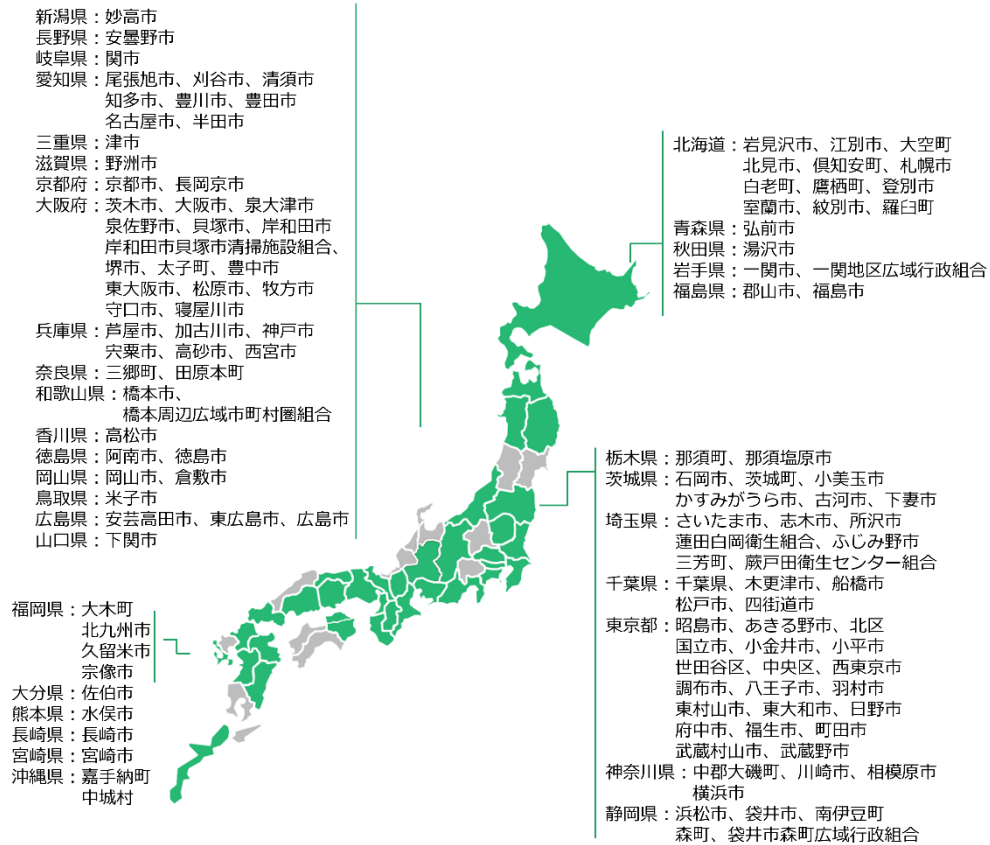 新潟県：妙高市
長野県：安曇野市
岐阜県：関市
愛知県：尾張旭市、刈谷市、清須市
知多市、豊川市、豊田市
名古屋市、半田市
三重県：津市
滋賀県：野洲市
京都府：京都市、長岡京市
大阪府：茨木市、大阪市、泉大津市
泉佐野市、貝塚市、岸和田市
岸和田市貝塚市清掃施設組合、
堺市、太子町、豊中市
東大阪市、松原市、牧方市
守口市、寝屋川市
兵庫県：芦屋市、加古川市、神戸市
宍粟市、高砂市、西宮市
奈良県：三郷町、田原本町
和歌山県：橋本市、
橋本周辺広域市町村圏組合
香川県：高松市
徳島県：阿南市、徳島市
岡山県：岡山市、倉敷市
鳥取県：米子市
広島県：安芸高田市、東広島市、広島市
山口県：下関市
福岡県：大木町
北九州市
久留米市
宗像市
大分県：佐伯市
熊本県：水俣市
長崎県：長崎市
宮崎県：宮崎市
沖縄県：嘉手納町
中城村
北海道：岩見沢市、江別市、大空町
北見市、倶知安町、札幌市
白老町、鷹栖町、登別市
室蘭市、紋別市、羅臼町
青森県：弘前市
秋田県：湯沢市
岩手県：一関市、一関地区広域行政組合
福島県：郡山市、福島市
栃木県：那須町、那須塩原市
茨城県：石岡市、茨城町、小美玉市
かすみがうら市、古河市、下妻市
埼玉県：さいたま市、志木市、所沢市
蓮田白岡衛生組合、ふじみ野市
三芳町、蕨戸田衛生センター組合
千葉県：千葉県、木更津市、船橋市
松戸市、四街道市
東京都：昭島市、あきる野市、北区
国立市、小金井市、小平市
世田谷区、中央区、西東京市
調布市、八王子市、羽村市
東村山市、東大和市、日野市
府中市、福生市、町田市
武蔵村山市、武蔵野市
神奈川県：中郡大磯町、川崎市、相模原市
横浜市
静岡県：浜松市、袋井市、南伊豆町
森町、袋井市森町広域行政組合